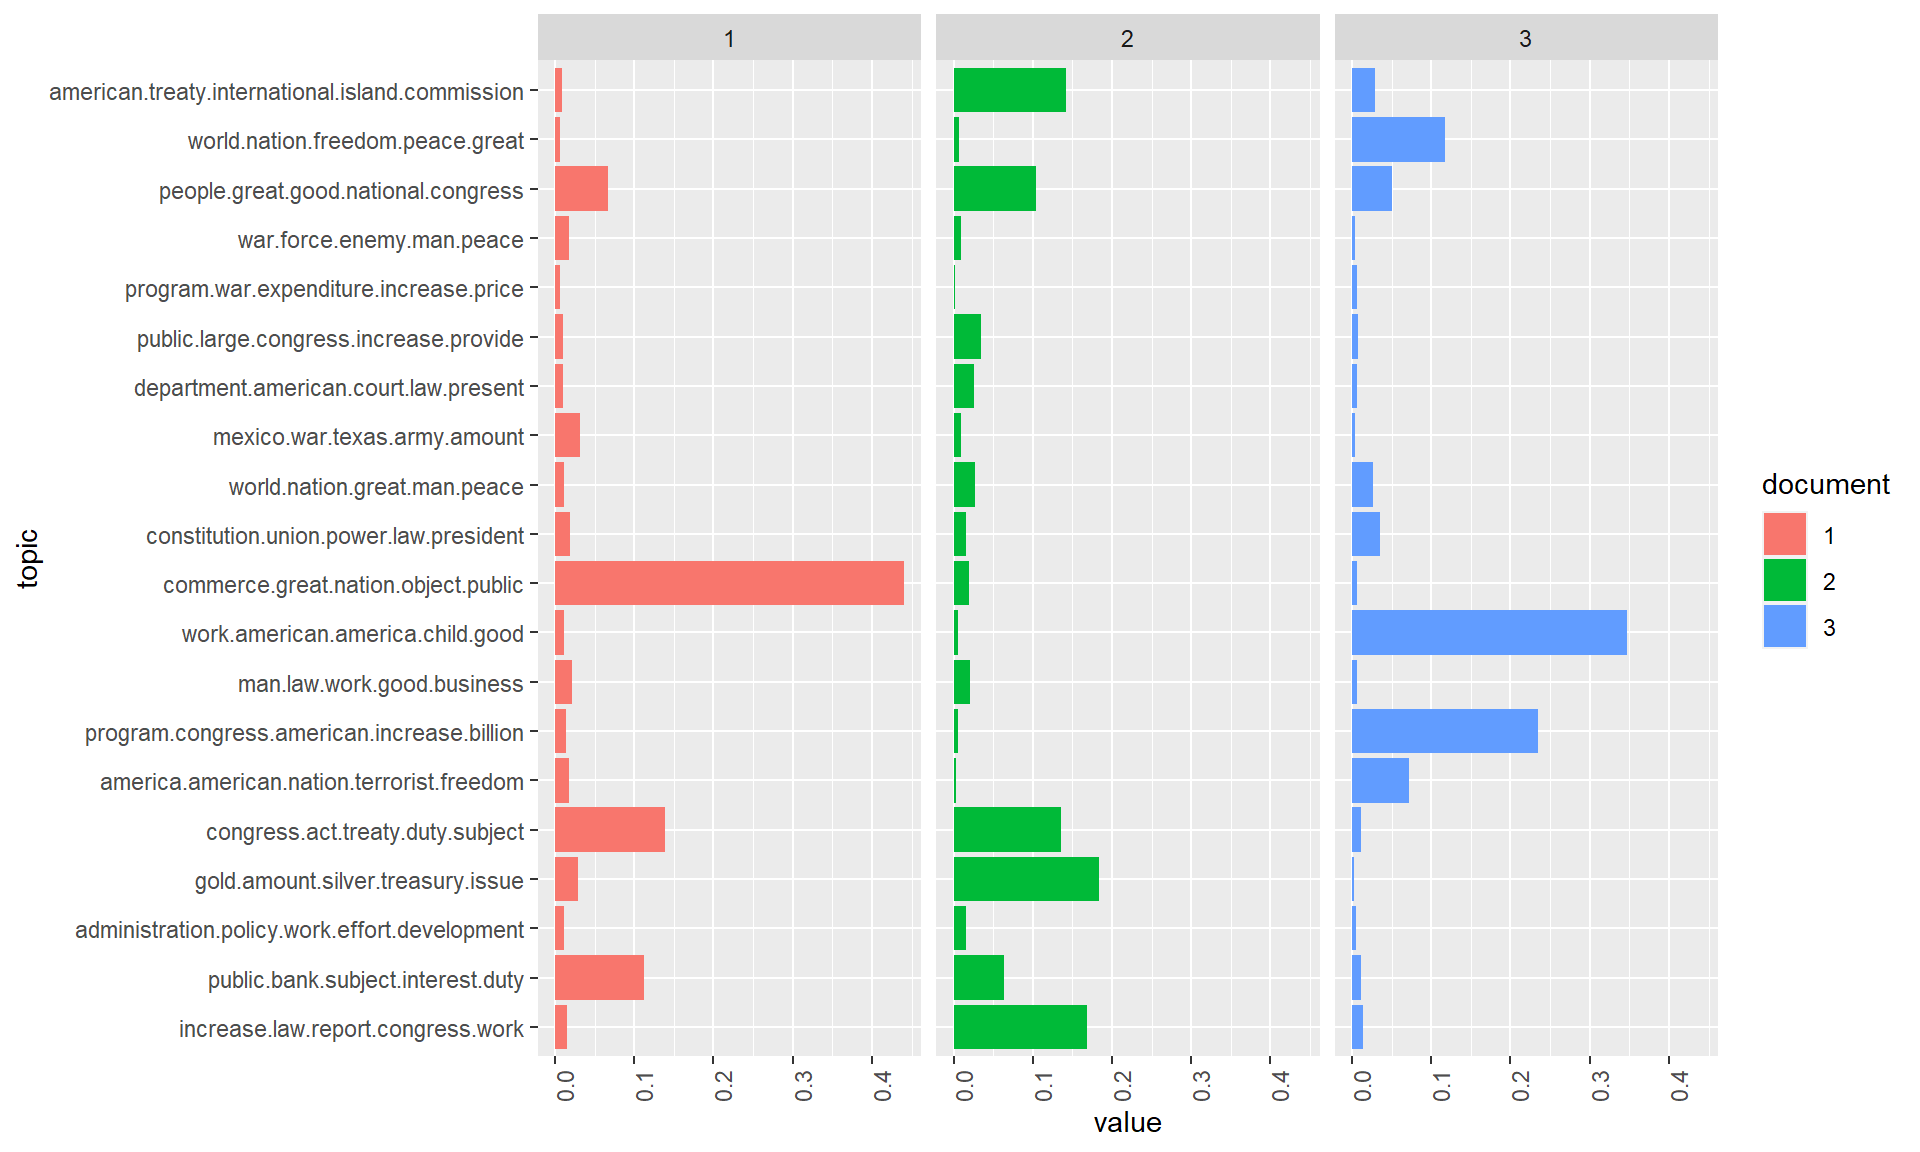 1
2
3
american.treaty.international.island.commission
world.nation.freedom.peace.great
people.great.good.national.congress
war.force.enemy.man.peace
program.war.expenditure.increase.price
public.large.congress.increase.provide
department.american.court.law.present
mexico.war.texas.army.amount
world.nation.great.man.peace
constitution.union.power.law.president
commerce.great.nation.object.public
work.american.america.child.good
man.law.work.good.business
program.congress.american.increase.billion
america.american.nation.terrorist.freedom
congress.act.treaty.duty.subject
gold.amount.silver.treasury.issue
administration.policy.work.effort.development
public.bank.subject.interest.duty
increase.law.report.congress.work
topic
0.0 0.1 0.2 0.3 0.4
0.0 0.1 0.2 0.3 0.4
0.0 0.1 0.2 0.3 0.4
value
document
1
2
3